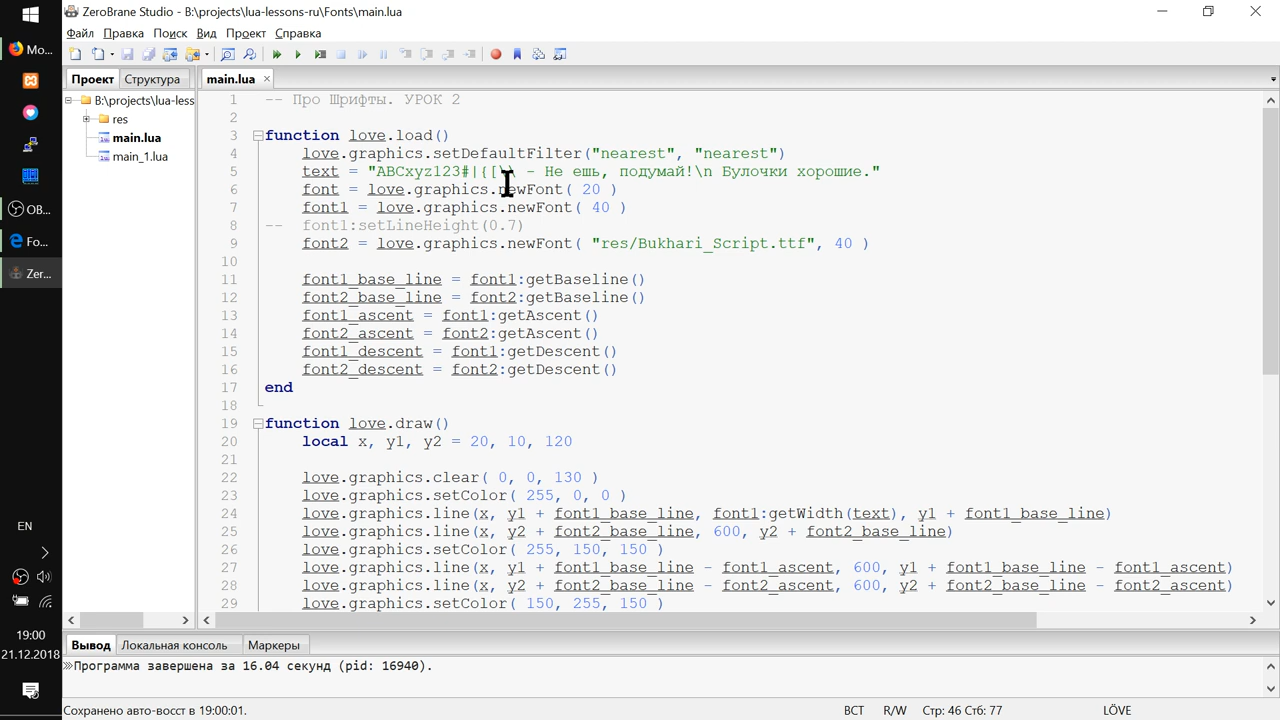 ZeroBrane Studio - B:\projects\lua-lessons-ru\Fonts\main.lua
Файл Правка Поиск Вид Проект Справка
Проект Структура
main.lua
B:\projects\lua-less
res
main.lua
main_1.lua
1 -- Про Шрифты. УРОК 2
2
3 function love.load()
4 love.graphics.setDefaultFilter("nearest", "nearest")
5 text = "ABCxyz123#|{[\\ - Не ешь, подумай!\n Булочки хорошие."
6 font = love.graphics.newFont( 20 )
7 font1 = love.graphics.newFont( 40 )
8 -- font1:setLineHeight(0.7)
9 font2 = love.graphics.newFont( "res/Bukhari_Script.ttf", 40 )
10
11 font1_base_line = font1:getBaseline()
12 font2_base_line = font2:getBaseline()
13 font1_ascent = font1:getAscent()
14 font2_ascent = font2:getAscent()
15 font1_descent = font1:getDescent()
16 font2_descent = font2:getDescent()
17 end
18
19 function love.draw()
20 local x, y1, y2 = 20, 10, 120
21
22 love.graphics.clear( 0, 0, 130 )
23 love.graphics.setColor( 255, 0, 0 )
24 love.graphics.line(x, y1 + font1_base_line, font1:getWidth(text), y1 + font1_base_line)
25 love.graphics.line(x, y2 + font2_base_line, 600, y2 + font2_base_line)
26 love.graphics.setColor( 255, 150, 150 )
27 love.graphics.line(x, y1 + font1_base_line - font1_ascent, 600, y1 + font1_base_line - font1_ascent)
28 love.graphics.line(x, y2 + font2_base_line - font2_ascent, 600, y2 + font2_base_line - font2_ascent)
29 love.graphics.setColor( 150, 255, 150 )
Вывод Локальная консоль Маркеры
Программа завершена за 16.04 секунд (pid: 16940).
Сохранено авто-восст в 19:00:01.
ВСТ R/W Стр: 46 Стб: 77 LÖVE
Mo...
OB...
Fo...
Zer...
EN
19:00
21.12.2018